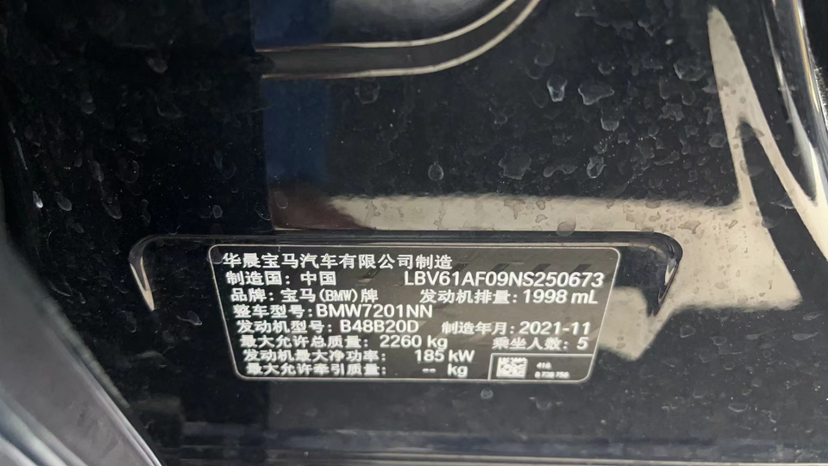 华晨宝马汽车有限公司制造
制造国: 中国 LBV61AF09NS250673
品牌: 宝马(BMW)牌 发动机排量: 1998 mL
整车型号: BMW7201NN
发动机型号: B48B20D 制造年月: 2021-11
最大允许总质量: 2260 kg 乘坐人数: 5
发动机最大净功率: 185 kW
最大允许牵引质量: -- kg